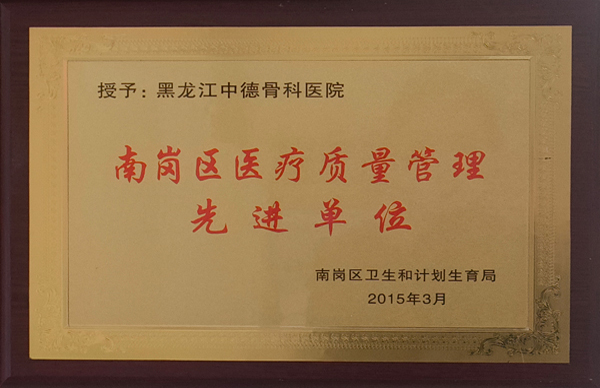 授予：黑龙江中德骨科医院
南岗区医疗质量管理
先进单位
南岗区卫生和计划生育局
2015年3月